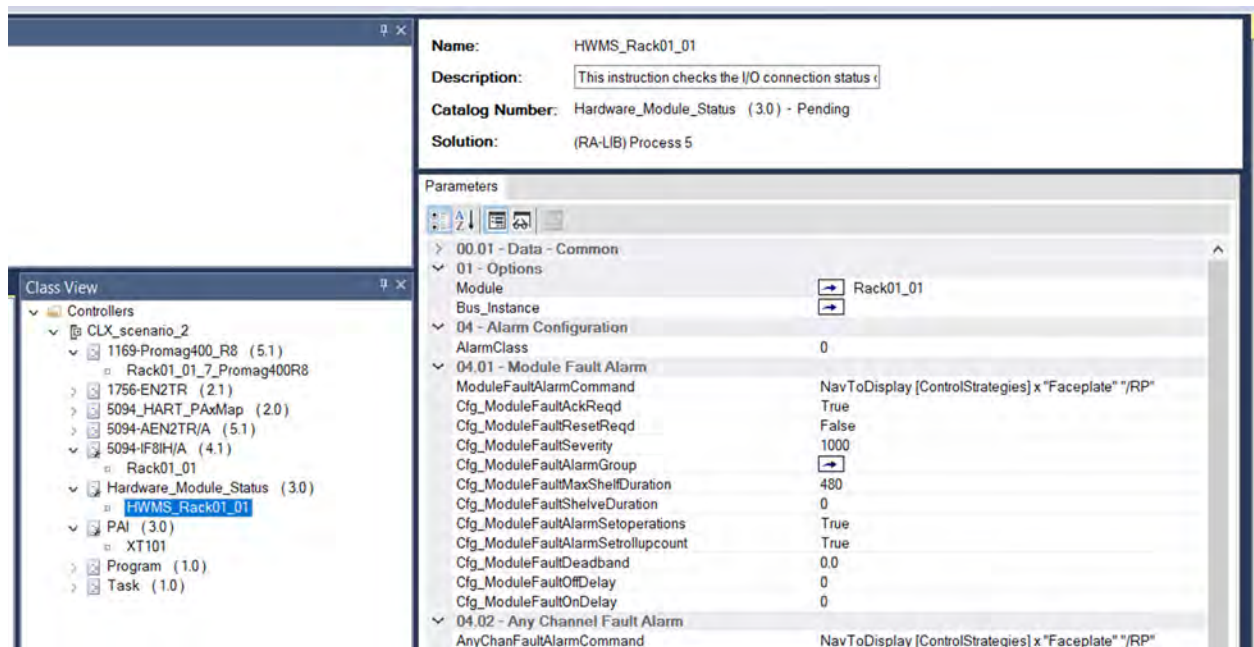 Name: HWMS_Rack01_01
Description: This instruction checks the I/O connection status
Catalog Number: Hardware_Module_Status (3.0) - Pending
Solution: (RA-LIB) Process 5
Parameters
00.01 - Data - Common
01 - Options
Module Rack01_01
Bus_Instance
04 - Alarm Configuration
AlarmClass 0
04.01 - Module Fault Alarm
ModuleFaultAlarmCommand NavToDisplay [ControlStrategies] x "Faceplate" "/RP"
Cfg_ModuleFaultAckReqd True
Cfg_ModuleFaultResetReqd False
Cfg_ModuleFaultSeverity 1000
Cfg_ModuleFaultAlarmGroup
Cfg_ModuleFaultMaxShelfDuration 480
Cfg_ModuleFaultShelveDuration 0
Cfg_ModuleFaultAlarmSetoperations True
Cfg_ModuleFaultAlarmSetrollupcount True
Cfg_ModuleFaultDeadband 0.0
Cfg_ModuleFaultOffDelay 0
Cfg_ModuleFaultOnDelay 0
04.02 - Any Channel Fault Alarm
AnyChanFaultAlarmCommand NavToDisplay [ControlStrategies] x "Faceplate" "/RP"
Class View
Controllers
CLX_scenario_2
1169-Promag400_R8 (5.1)
Rack01_01_7_Promag400R8
1756-EN2TR (2.1)
5094_HART_PAxMap (2.0)
5094-AEN2TR/A (5.1)
5094-IF8IH/A (4.1)
Rack01_01
Hardware_Module_Status (3.0)
HWMS_Rack01_01
PAI (3.0)
XT101
Program (1.0)
Task (1.0)